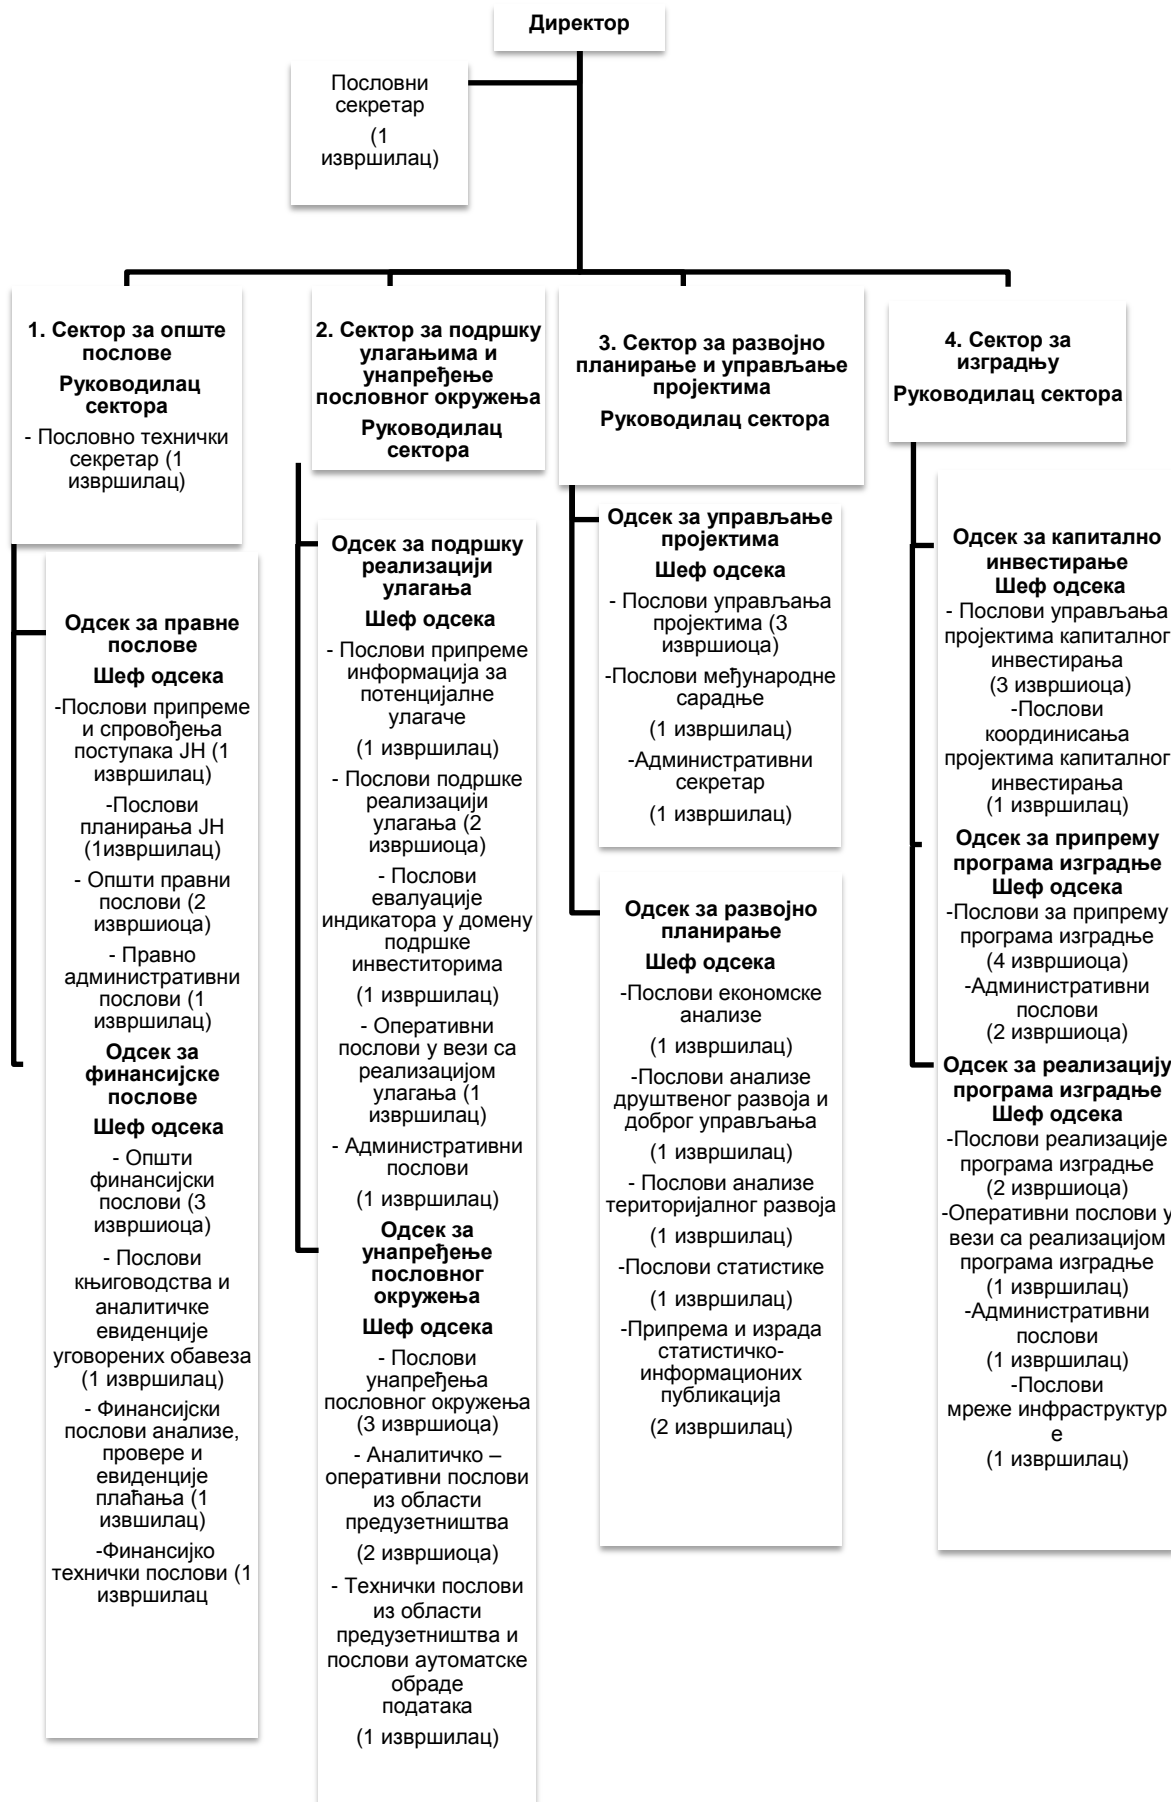 Директор
Пословни
секретар
(1
извршилац)
1. Сектор за опште
послове
Руководилац
сектора
- Пословно технички
секретар (1
извршилац)
Одсек за правне
послове
Шеф одсека
-Послови припреме
и спровођења
поступака ЈН (1
извршилац)
-Послови
планирања ЈН
(1извршилац)
- Општи правни
послови (2
извршиоца)
- Правно
административни
послови (1
извршилац)
Одсек за
финансијске
послове
Шеф одсека
- Општи
финансијски
послови (3
извршиоца)
- Послови
књиговодства и
аналитичке
евиденције
уговорених обавеза
(1 извршилац)
- Финансијски
послови анализе,
провере и
евиденције
плаћања (1
извшилац)
-Финансијко
технички послови (1
извршилац
2. Сектор за подршку
улагањима и
унапређење
пословног окружења
Руководилац
сектора
Одсек за подршку
реализацији
улагања
Шеф одсека
- Послови припреме
информација за
потенцијалне
улагаче
(1 извршилац)
- Послови подршке
реализацији
улагања (2
извршиоца)
- Послови
евалуације
индикатора у домену
подршке
инвеститорима
(1 извршилац)
- Оперативни
послови у вези са
реализацијом
улагања (1
извршилац)
- Административни
послови
(1 извршилац)
Одсек за
унапређење
пословног
окружења
Шеф одсека
- Послови
унапређења
пословног окружења
(3 извршиоца)
- Аналитичко –
оперативни послови
из области
предузетништва
(2 извршиоца)
- Технички послови
из области
предузетништва и
послови аутоматске
обраде
података
(1 извршилац)
3. Сектор за развојно
планирање и управљање
пројектима
Руководилац сектора
Одсек за управљање
пројектима
Шеф одсека
- Послови управљања
пројектима (3
извршиоца)
-Послови међународне
сарадње
(1 извршилац)
-Административни
секретар
(1 извршилац)
Одсек за развојно
планирање
Шеф одсека
-Послови економске
анализе
(1 извршилац)
-Послови анализе
друштвеног развоја и
доброг управљања
(1 извршилац)
- Послови анализе
територијалног развоја
(1 извршилац)
-Послови статистике
(1 извршилац)
-Припрема и израда
статистичко-
информационих
публикација
(2 извршилац)
4. Сектор за
изградњу
Руководилац сектора
Одсек за капитално
инвестирање
Шеф одсека
- Послови управљања
пројектима капиталног
инвестирања
(3 извршиоца)
-Послови
координисања
пројектима капиталног
инвестирања
(1 извршилац)
Одсек за припрему
програма изградње
Шеф одсека
-Послови за припрему
програма изградње
(4 извршиоца)
-Административни
послови
(2 извршиоца)
Одсек за реализацију
програма изградње
Шеф одсека
-Послови реализације
програма изградње
(2 извршиоца)
-Оперативни послови у
вези са реализацијом
програма изградње
(1 извршилац)
-Административни
послови
(1 извршилац)
-Послови
мреже инфраструктур
е
(1 извршилац)